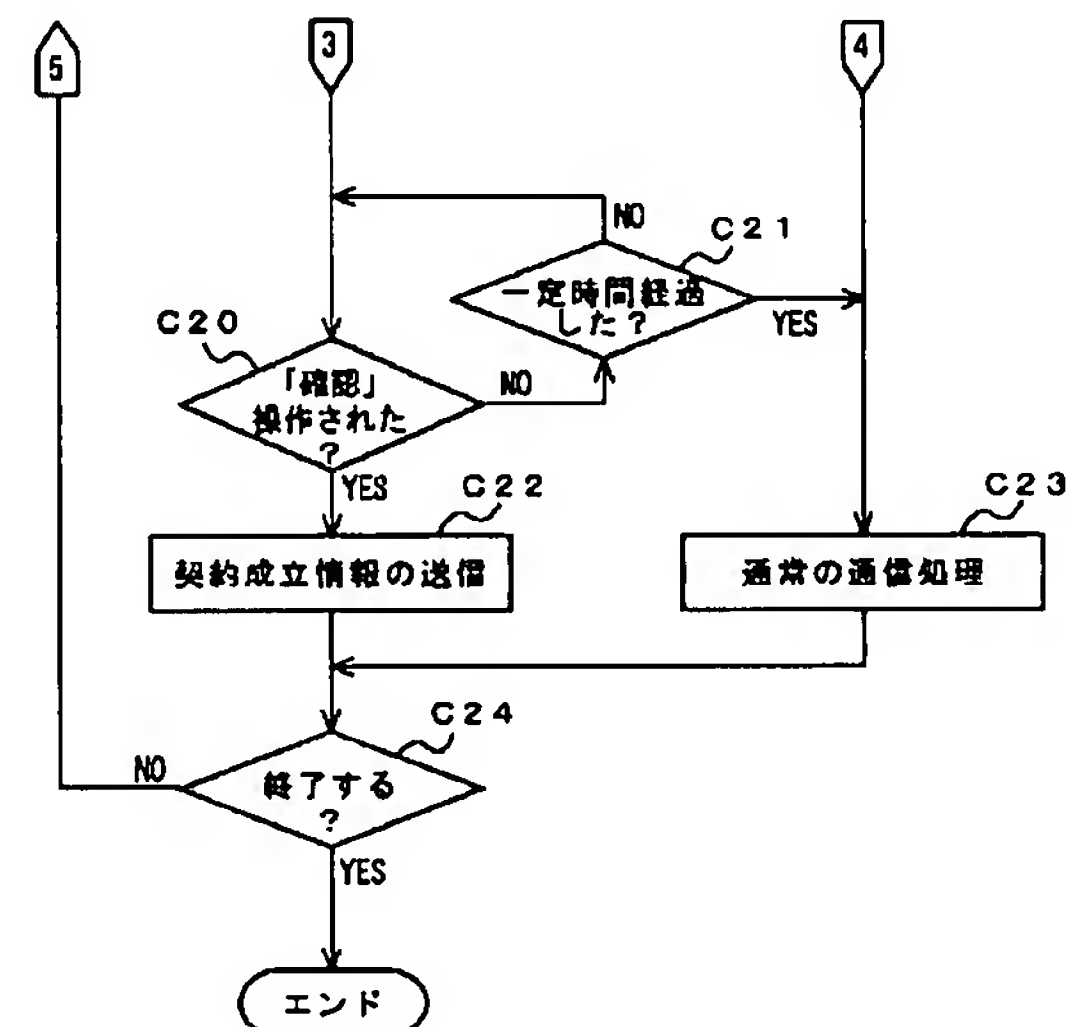 5
3
4
NO
C21
一定時間経過
した?
YES
C20
「確認」
操作された
?
NO
YES
C22
契約成立情報の送信
C23
通常の通信処理
C24
終了する
?
NO
YES
エンド